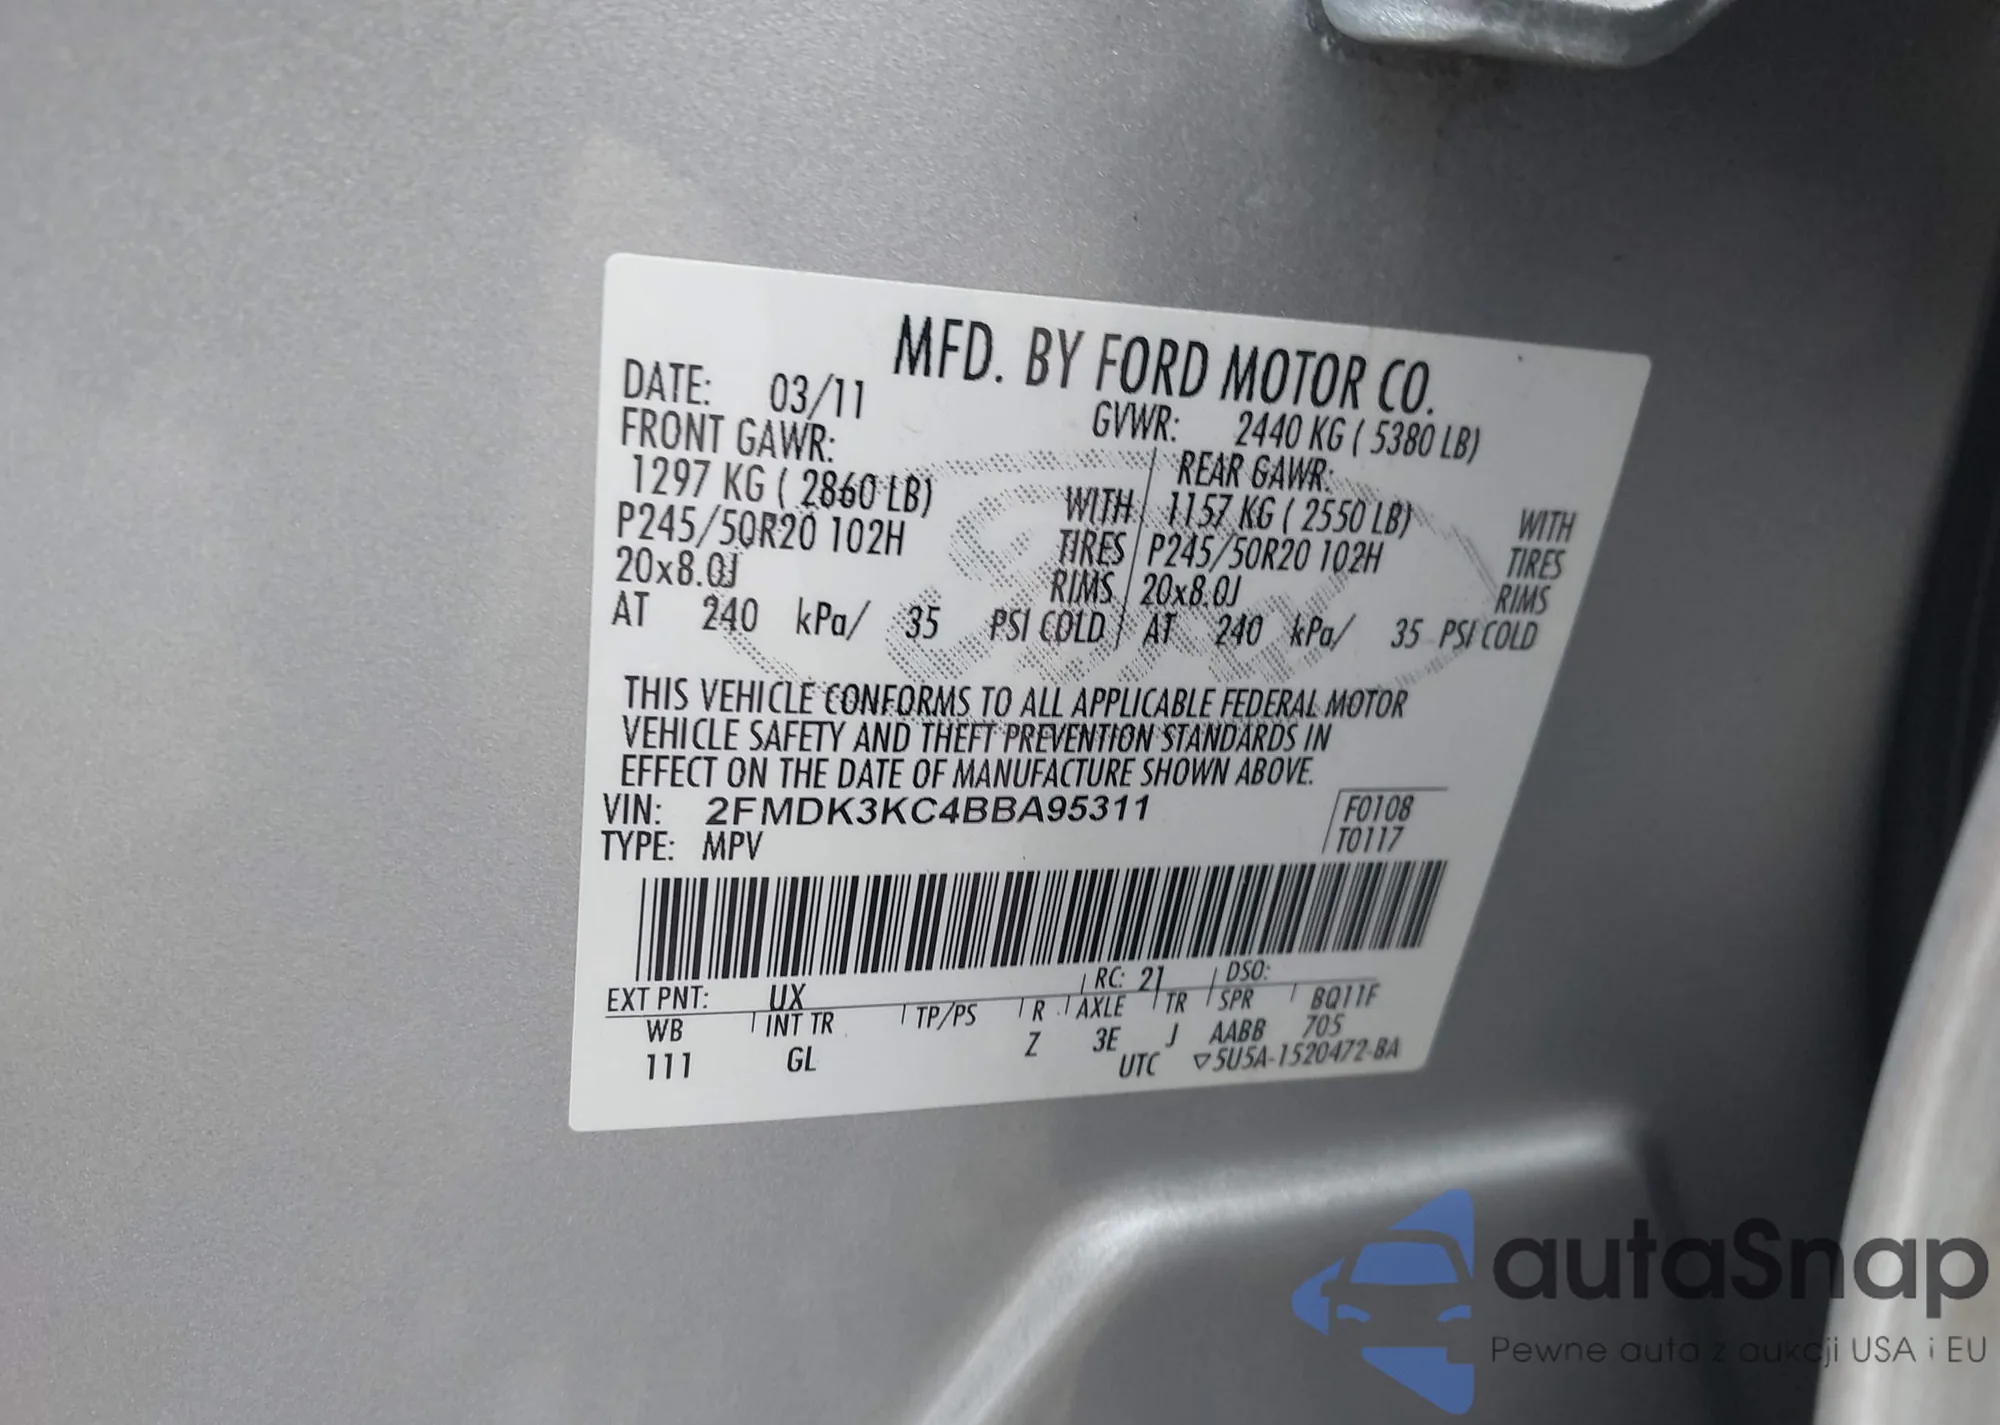 MFD. BY FORD MOTOR CO.
DATE: 03/11 GVWR: 2440 KG ( 5380 LB)
FRONT GAWR: REAR GAWR:
1297 KG ( 2860 LB) WITH 1157 KG ( 2550 LB) WITH
P245/50R20 102H TIRES P245/50R20 102H TIRES
20x8.0J RIMS 20x8.0J RIMS
AT 240 kPa/ 35 PSI COLD AT 240 kPa/ 35 PSI COLD
THIS VEHICLE CONFORMS TO ALL APPLICABLE FEDERAL MOTOR
VEHICLE SAFETY AND THEFT PREVENTION STANDARDS IN
EFFECT ON THE DATE OF MANUFACTURE SHOWN ABOVE.
VIN: 2FMDK3KC4BBA95311 F0108
TYPE: MPV T0117
EXT PNT: UX RC: 21 DSO:
WB INT TR TP/PS R AXLE TR SPR BQ11F
111 GL Z 3E J AABB 705
UTC ▽5U5A-1520472-BA
autaSnap
Pewne auta z aukcji USA i EU